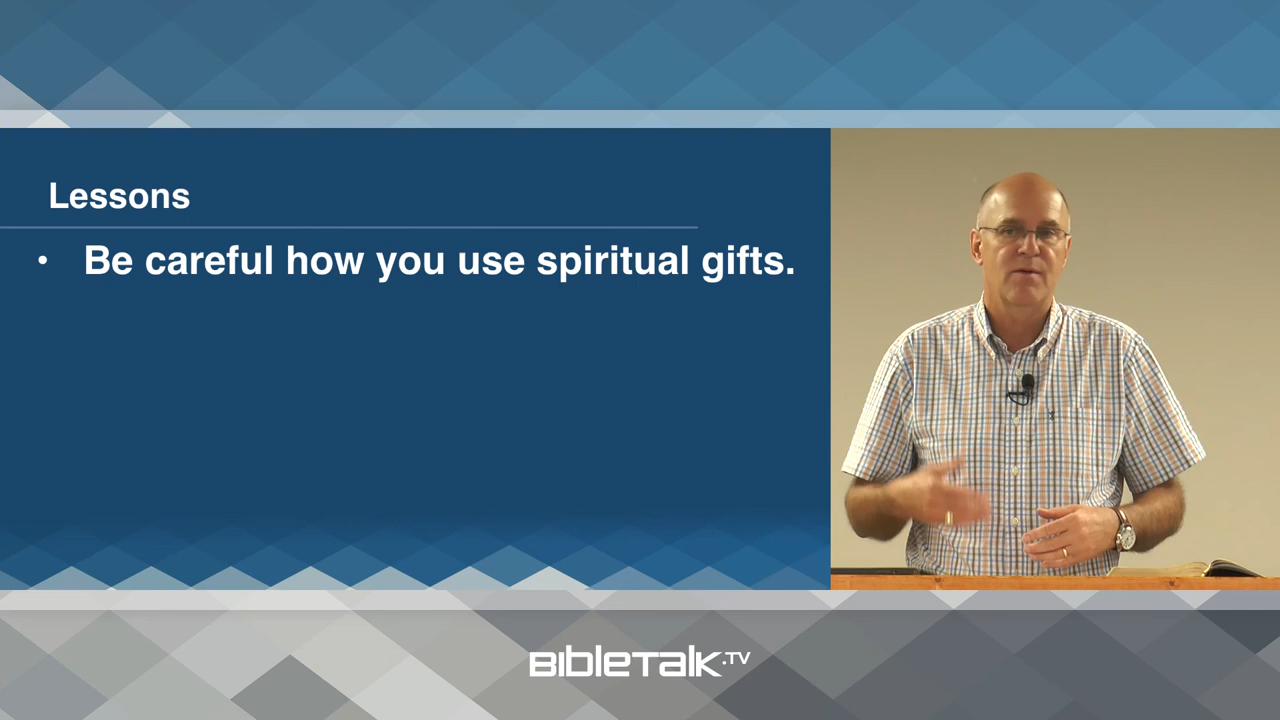 Lessons
• Be careful how you use spiritual gifts.
BibleTalk.TV